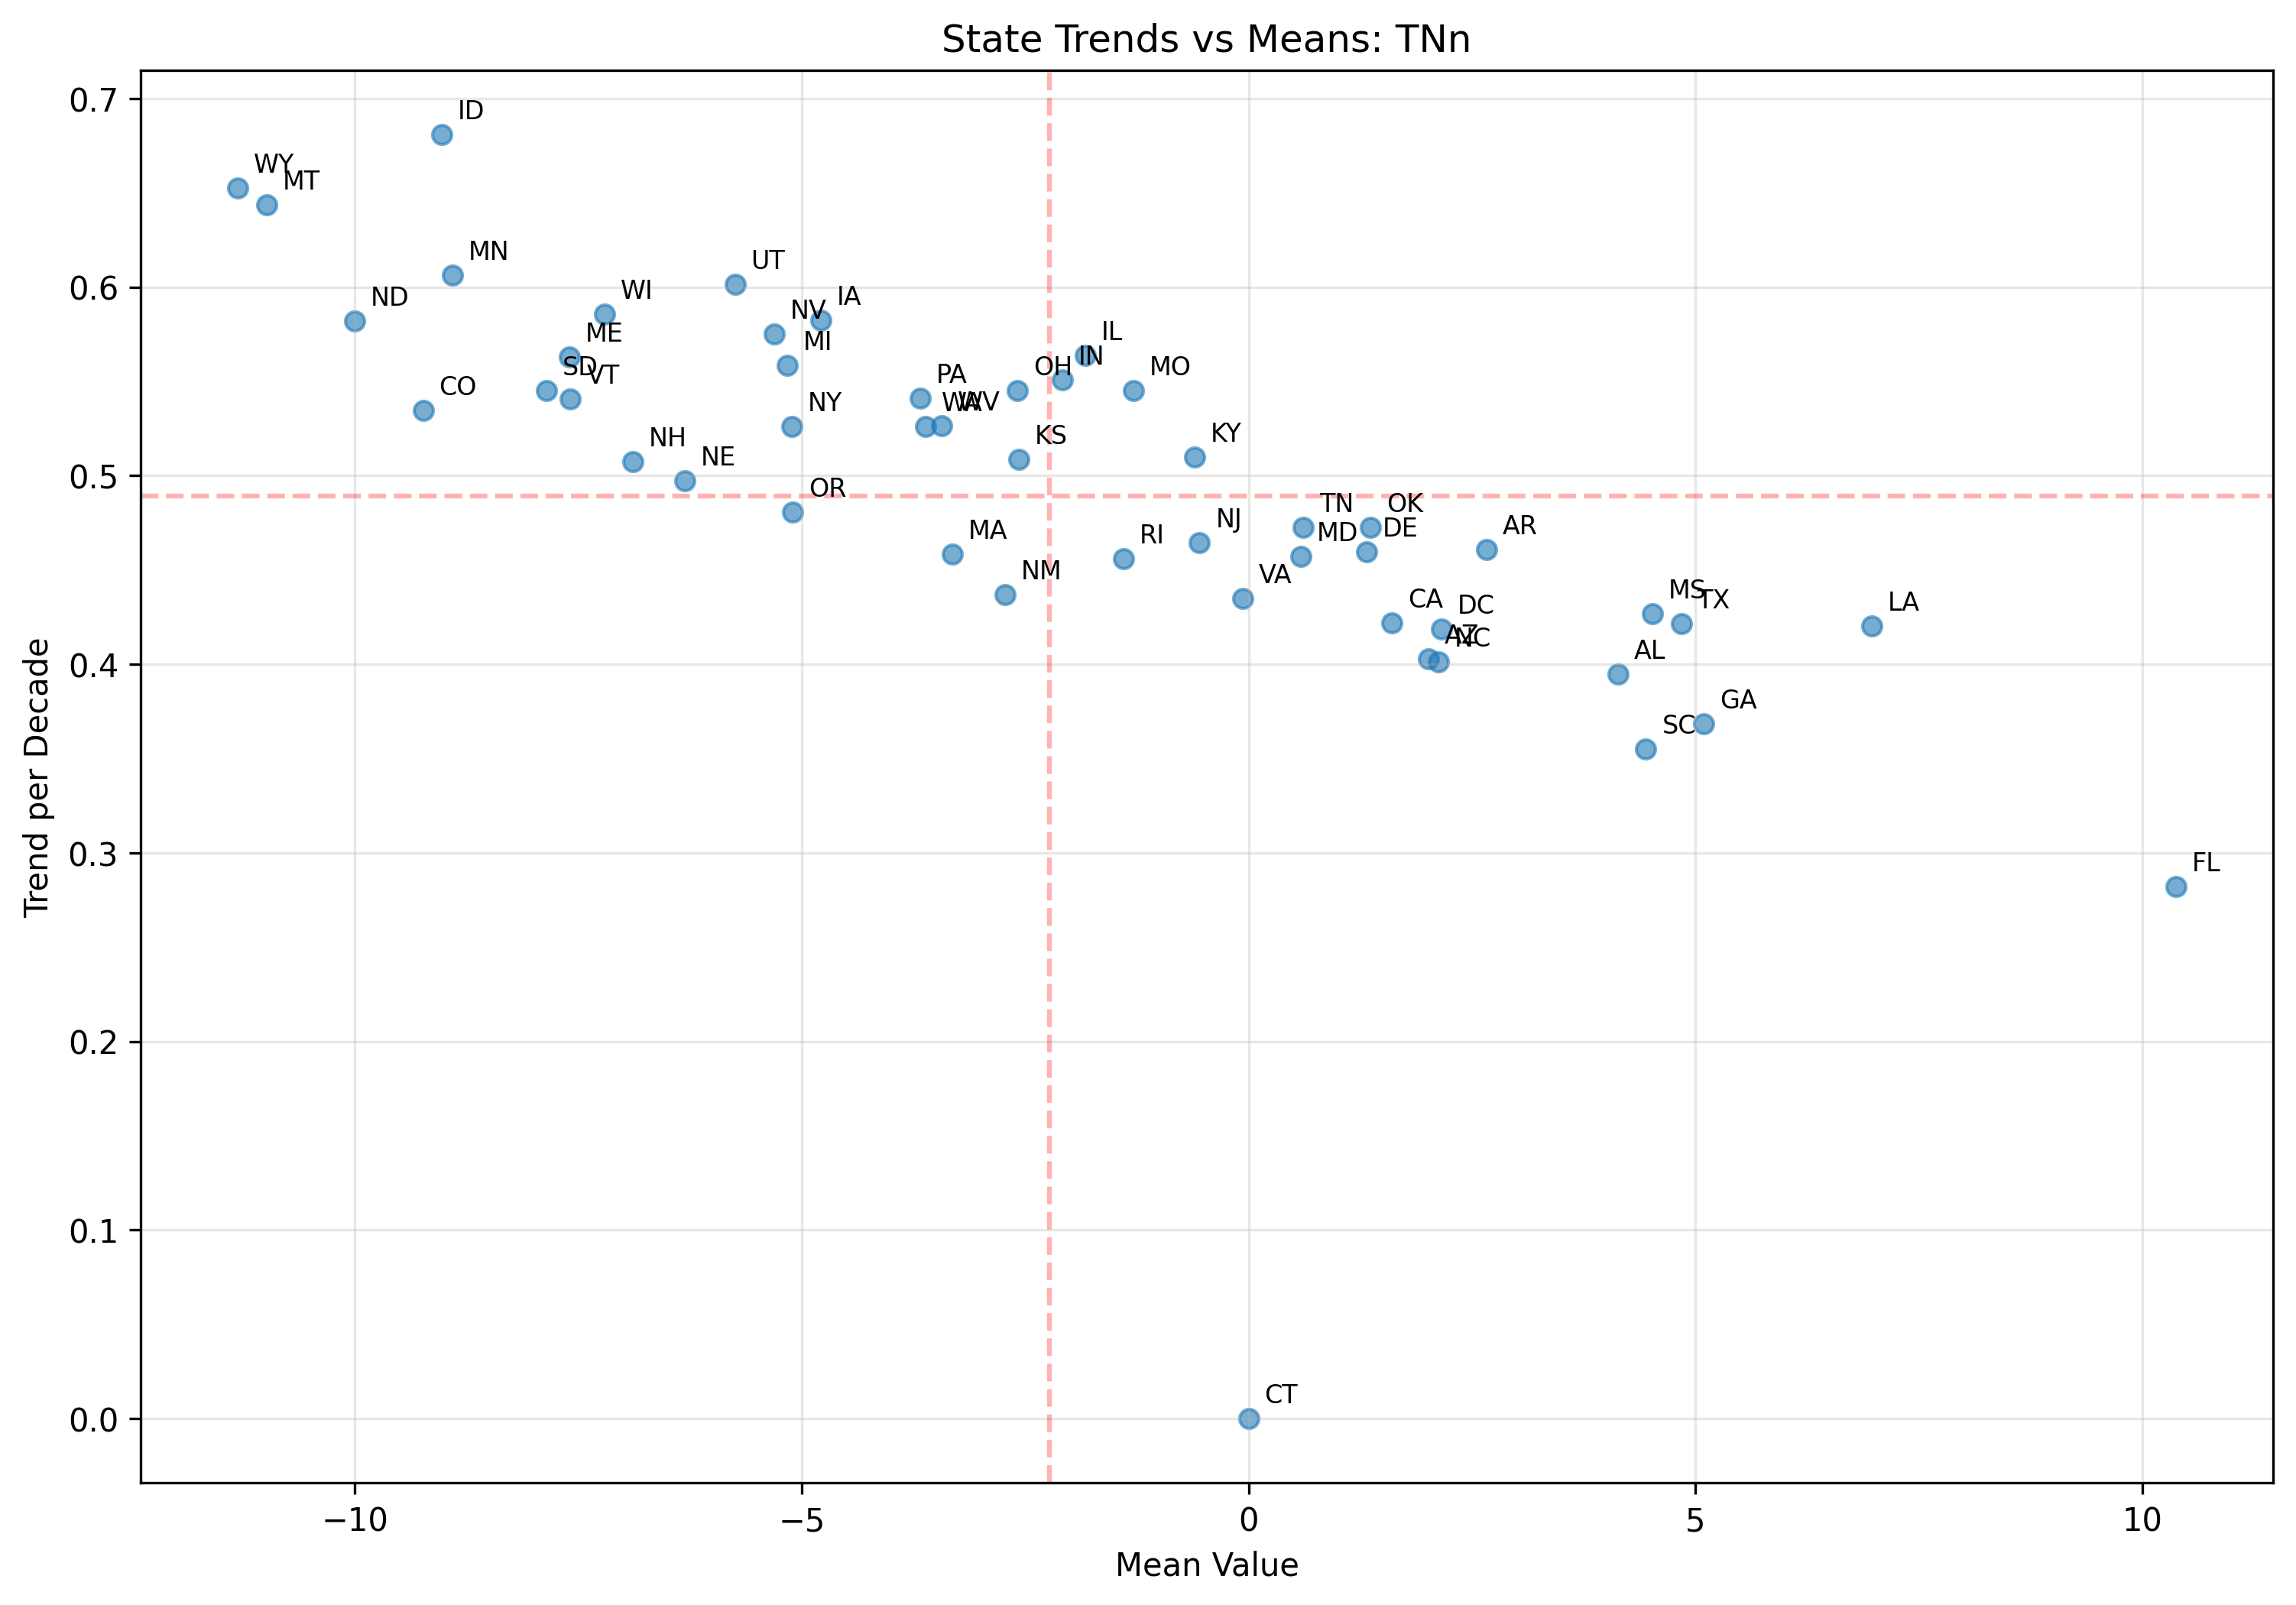 State Trends vs Means: TNn
0.7
0.6
0.5
0.4
0.3
0.2
0.1
0.0
Trend per Decade
ID
WY
MT
MN
UT
ND
WI
NV
IA
ME
MI
IL
SD
VT
CO
PA
OH
IN
MO
NY
WA
WV
NH
NE
KS
KY
OR
TN
OK
MA
RI
NJ
MD
DE
AR
NM
VA
CA
DC
AZ
NC
MS
TX
LA
AL
GA
SC
FL
CT
−10
−5
0
5
10
Mean Value